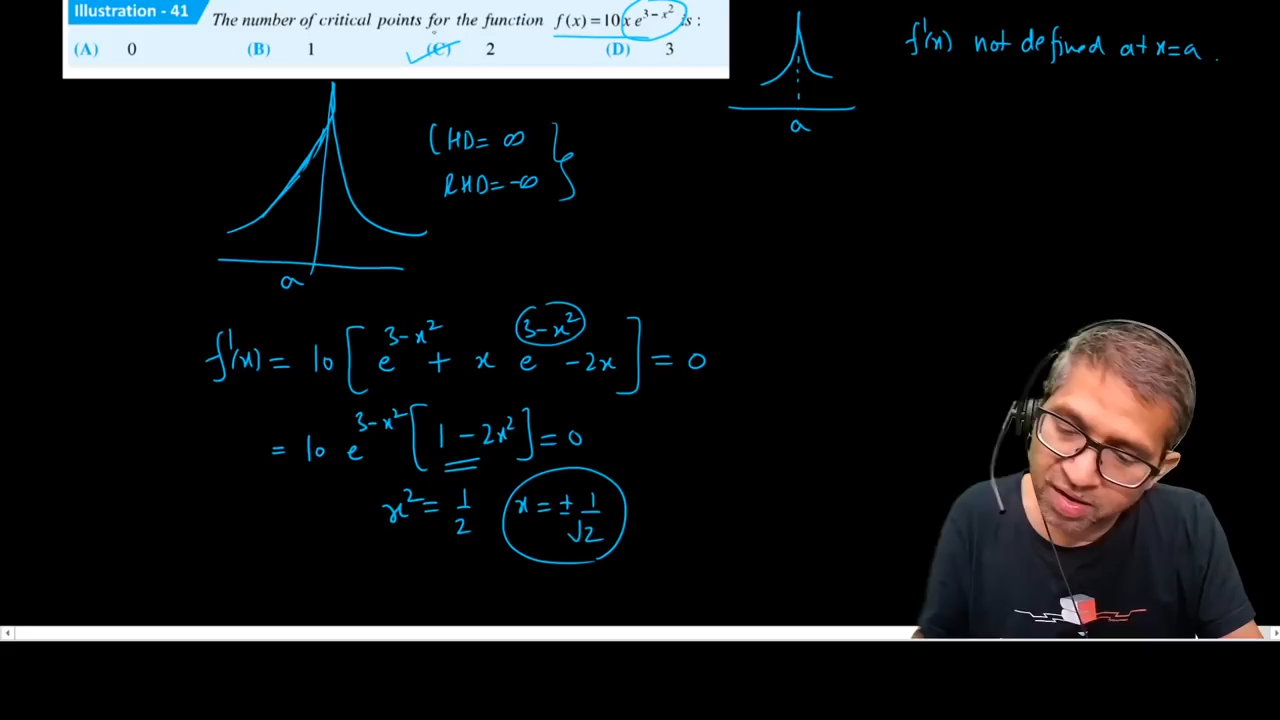 Illustration - 41 The number of critical points for the function f(x) = 10 x e^{3-x^2} is :
(A) 0 (B) 1 (C) 2 (D) 3
f'(x) not defined at x=a .
a
LHD = ∞
RHD = -∞
a
f'(x) = 10 [ e^{3-x^2} + x e^{3-x^2} -2x ] = 0
= 10 e^{3-x^2} [ 1 - 2x^2 ] = 0
x^2 = 1/2 x = ± 1/√2